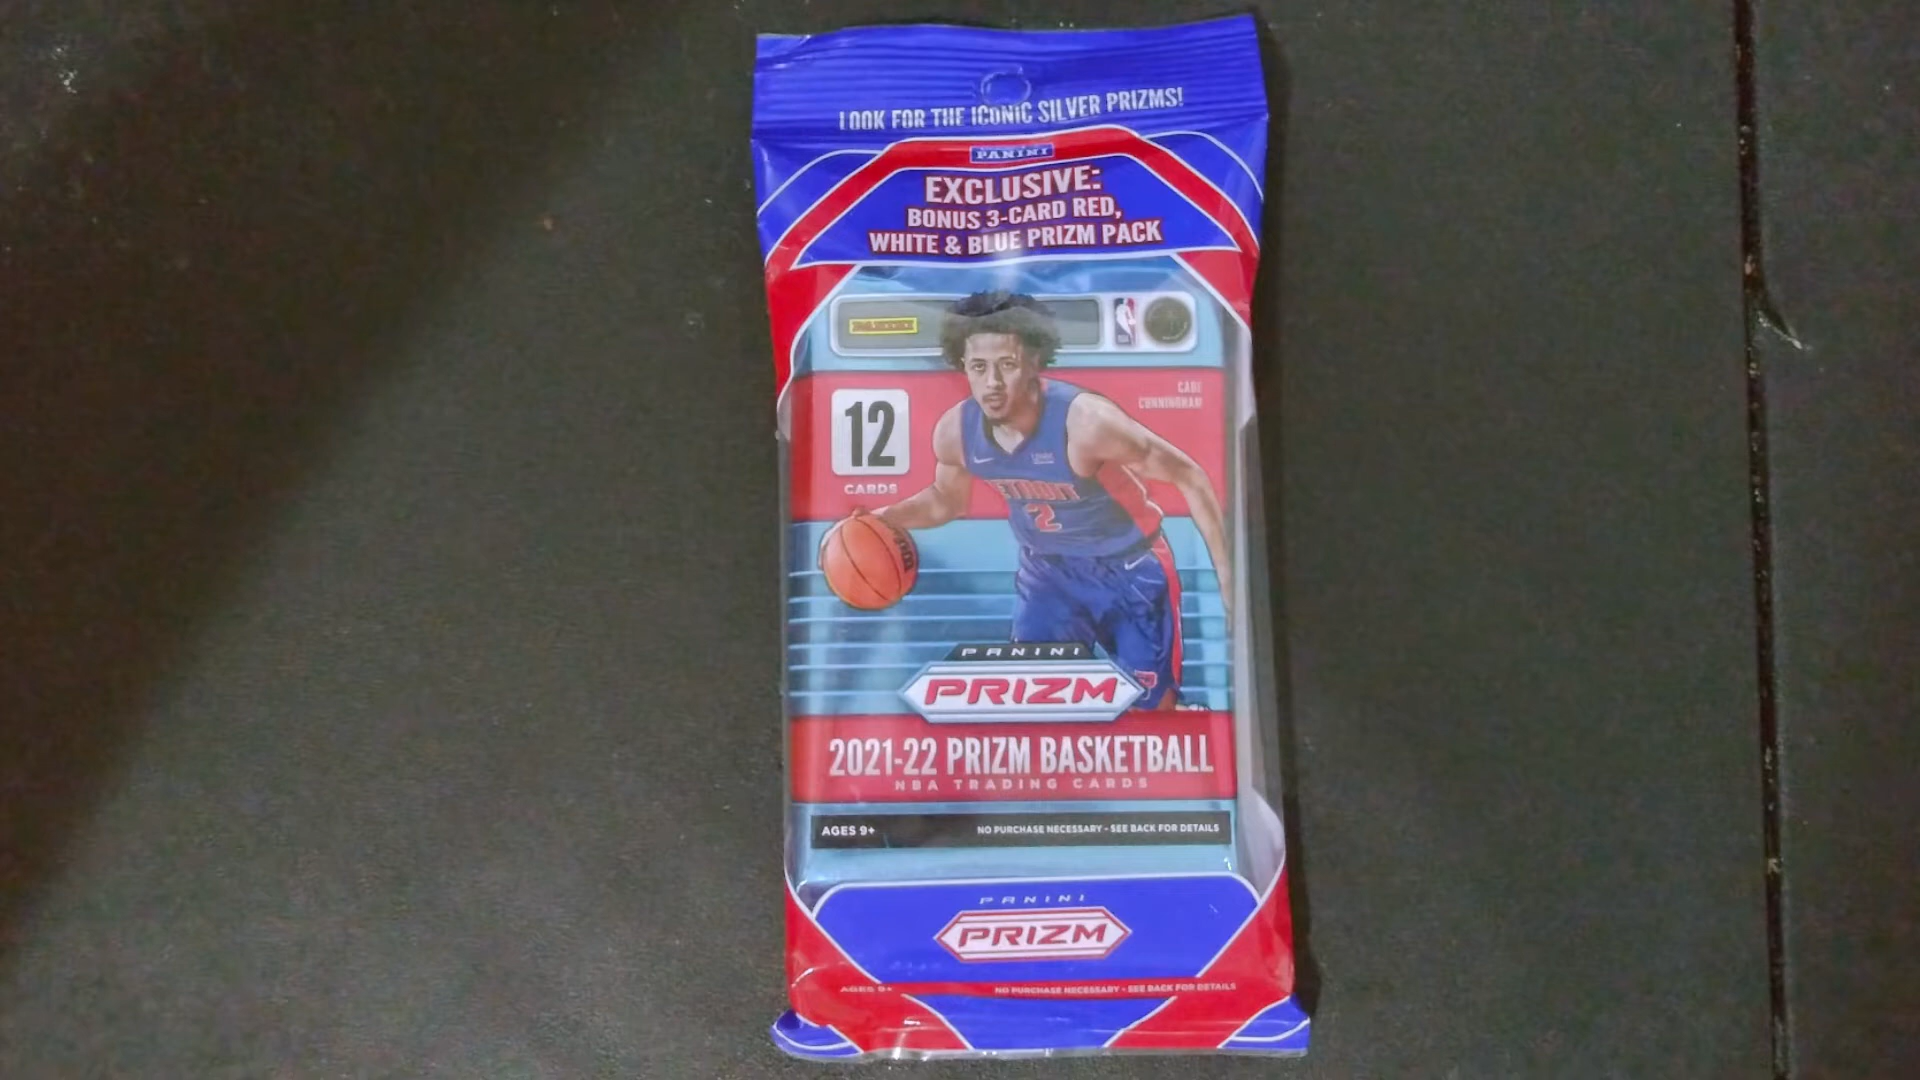 LOOK FOR THE ICONIC SILVER PRIZMS!
PANINI
EXCLUSIVE:
BONUS 3-CARD RED,
WHITE & BLUE PRIZM PACK
PANINI
NBA
CADE
CUNNINGHAM
12
CARDS
DETROIT
2
PANINI
PRIZM
2021-22 PRIZM BASKETBALL
NBA TRADING CARDS
AGES 9+
NO PURCHASE NECESSARY - SEE BACK FOR DETAILS
PANINI
PRIZM
AGES 9+
NO PURCHASE NECESSARY - SEE BACK FOR DETAILS